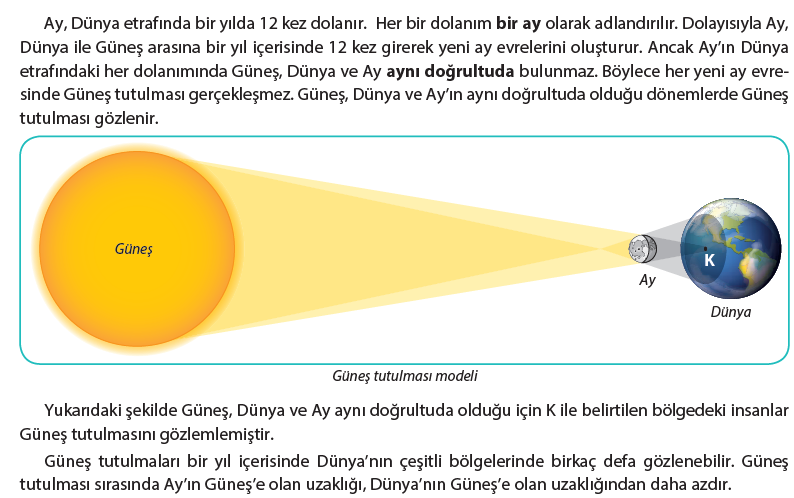 Ay, Dünya etrafında bir yılda 12 kez dolanır.  Her bir dolanım bir ay olarak adlandırılır. Dolayısıyla Ay,
Dünya ile Güneş arasına bir yıl içerisinde 12 kez girerek yeni ay evrelerini oluşturur. Ancak Ay’ın Dünya
etrafındaki her dolanımında Güneş, Dünya ve Ay aynı doğrultuda bulunmaz. Böylece her yeni ay evre-
sinde Güneş tutulması gerçekleşmez. Güneş, Dünya ve Ay’ın aynı doğrultuda olduğu dönemlerde Güneş
tutulması gözlenir.
Güneş
K
Ay
Dünya
Güneş tutulması modeli
Yukarıdaki şekilde Güneş, Dünya ve Ay aynı doğrultuda olduğu için K ile belirtilen bölgedeki insanlar
Güneş tutulmasını gözlemlemiştir.
Güneş tutulmaları bir yıl içerisinde Dünya’nın çeşitli bölgelerinde birkaç defa gözlenebilir. Güneş
tutulması sırasında Ay’ın Güneş’e olan uzaklığı, Dünya’nın Güneş’e olan uzaklığından daha azdır.